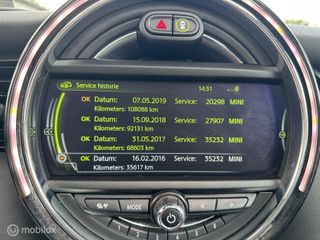 Service historie
14:31
OK Datum: 07.05.2019 Service: 20298 MINI
Kilometers: 108088 km
OK Datum: 15.09.2018 Service: 27907 MINI
Kilometers: 92131 km
OK Datum: 31.05.2017 Service: 35232 MINI
Kilometers: 68603 km
OK Datum: 16.02.2016 Service: 35232 MINI
Kilometers: 35617 km
MODE
Marktplaats